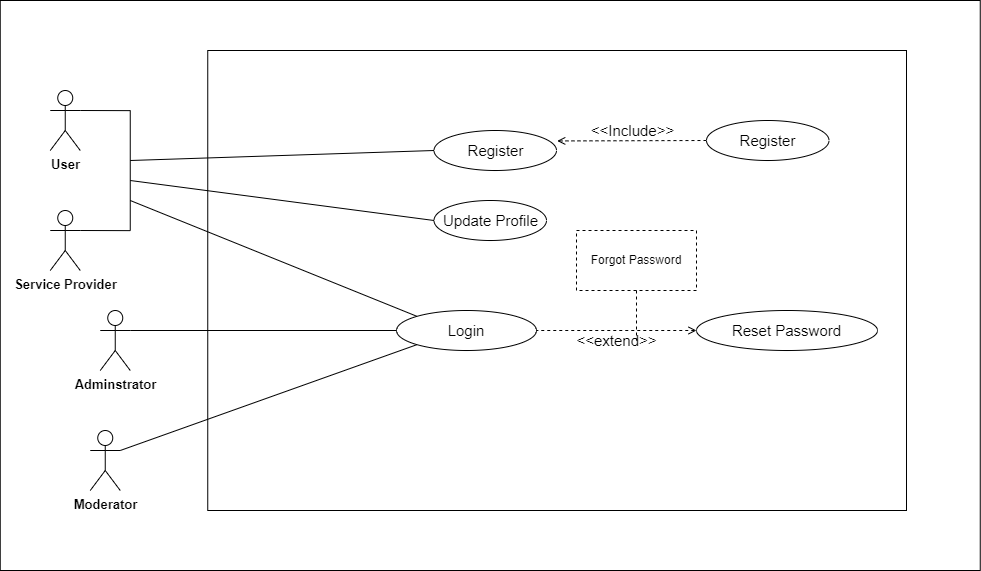 User
Service Provider
Adminstrator
Moderator
Register
<<Include>>
Register
Update Profile
Forgot Password
Login
<<extend>>
Reset Password